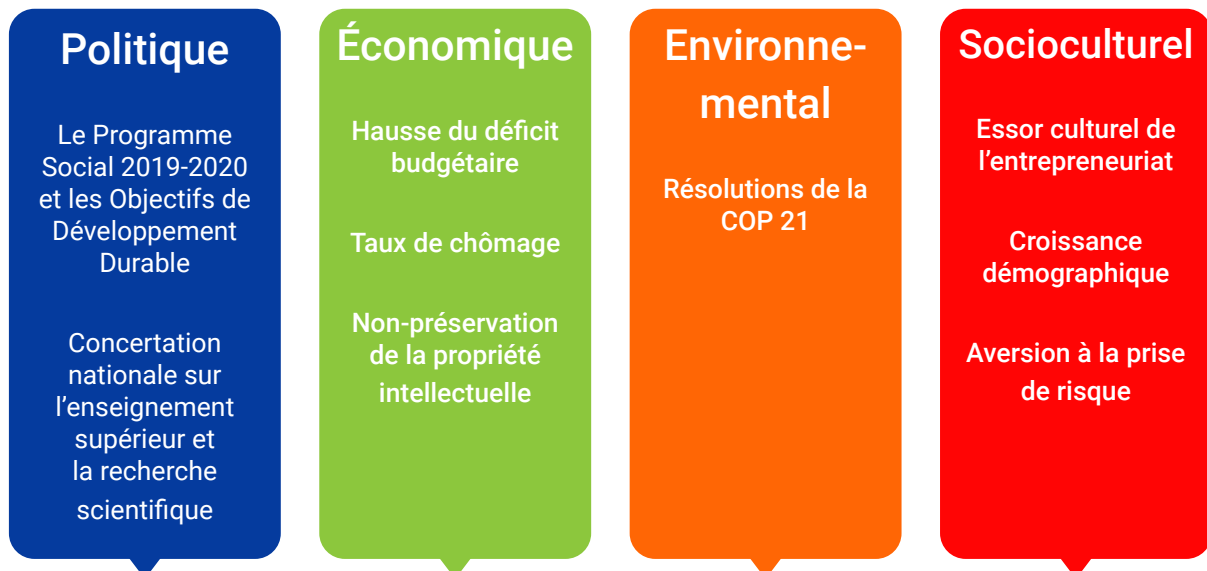 Politique
Le Programme
Social 2019-2020
et les Objectifs de
Développement
Durable
Concertation
nationale sur
l’enseignement
supérieur et
la recherche
scientifique
Économique
Hausse du déficit
budgétaire
Taux de chômage
Non-préservation
de la propriété
intellectuelle
Environne-
mental
Résolutions de la
COP 21
Socioculturel
Essor culturel de
l’entrepreneuriat
Croissance
démographique
Aversion à la prise
de risque